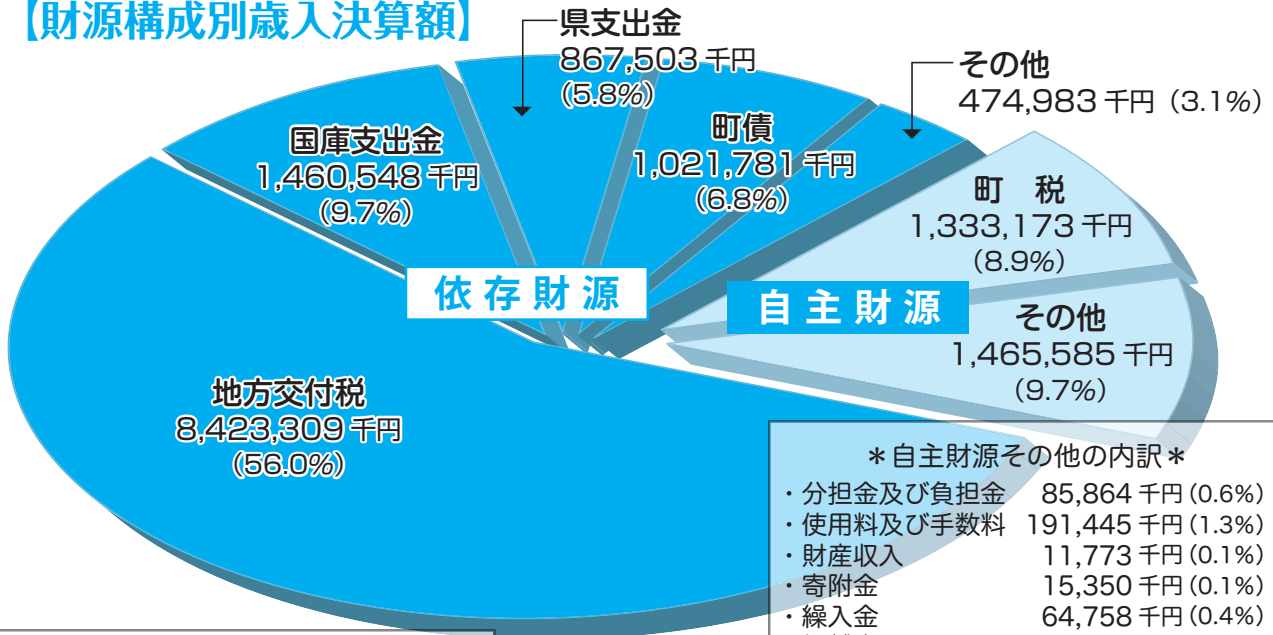 【財源構成別歳入決算額】
県支出金
867,503 千円
(5.8%)
その他
474,983 千円（3.1%）
国庫支出金
1,460,548 千円
(9.7%)
町債
1,021,781 千円
(6.8%)
町　税
1,333,173 千円
(8.9%)
依存財源
自主財源
その他
1,465,585 千円
(9.7%)
地方交付税
8,423,309 千円
(56.0%)
＊自主財源その他の内訳＊
・分担金及び負担金　85,864 千円（0.6%）
・使用料及び手数料　191,445 千円（1.3%）
・財産収入　11,773 千円（0.1%）
・寄附金　15,350 千円（0.1%）
・繰入金　64,758 千円（0.4%）